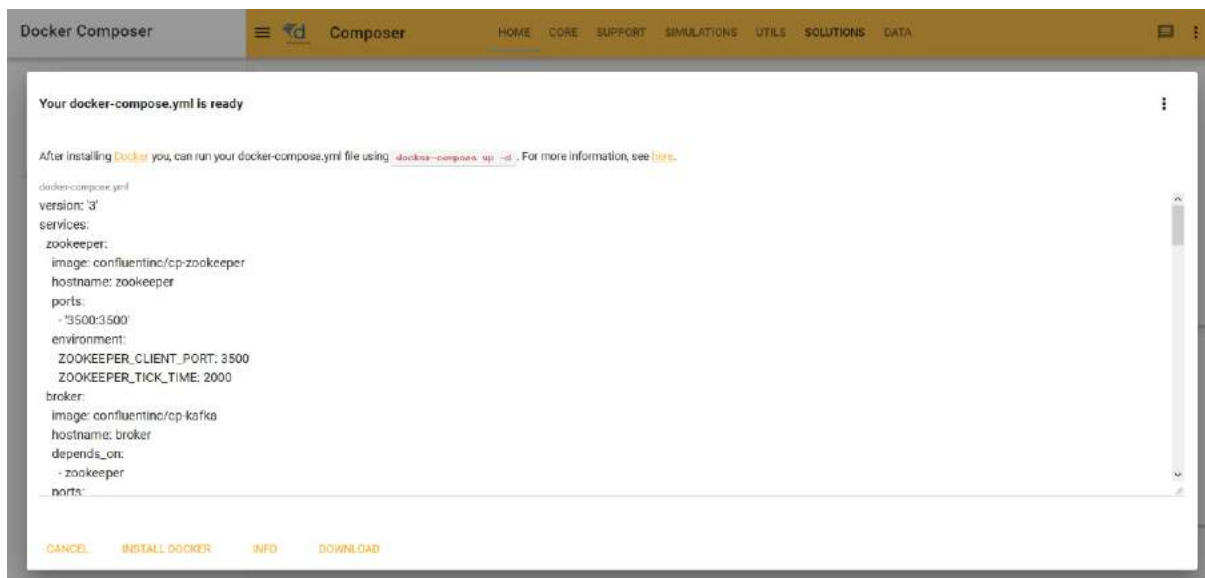 Docker Composer
Composer
HOME CORE SUPPORT SIMULATIONS UTILS SOLUTIONS DATA
Your docker-compose.yml is ready
After installing Docker you, can run your docker-compose.yml file using docker-compose up -d . For more information, see here.
docker-compose.yml
version: '3'
services:
zookeeper:
image: confluentinc/cp-zookeeper
hostname: zookeeper
ports:
- '3500:3500'
environment:
ZOOKEEPER_CLIENT_PORT: 3500
ZOOKEEPER_TICK_TIME: 2000
broker:
image: confluentinc/cp-kafka
hostname: broker
depends_on:
- zookeeper
ports:
CANCEL INSTALL DOCKER INFO DOWNLOAD